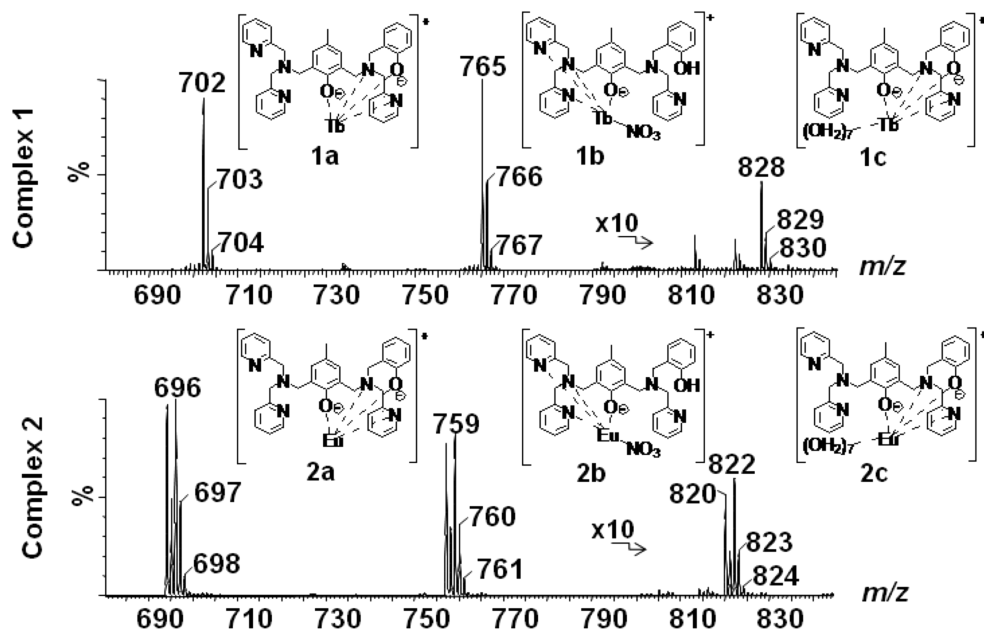 Complex 1
%
702
703
704
765
766
767
x10
828
829
830
N
N
N
N
O
O
N
Tb
1a
+
N
N
N
N
OH
O
N
Tb
NO₃
1b
+
N
N
N
N
O
O
N
(OH₂)₇
Tb
1c
690 710 730 750 770 790 810 830
m/z
Complex 2
%
696
697
698
759
760
761
x10
822
820
823
824
N
N
N
N
O
O
N
Eu
2a
+
N
N
N
N
OH
O
N
Eu
NO₃
2b
+
N
N
N
N
O
O
N
(OH₂)₇
Eu
2c
690 710 730 750 770 790 810 830
m/z